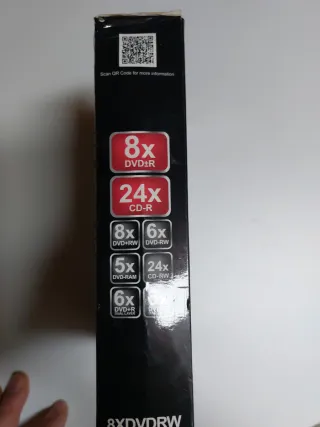 Scan QR Code for more information
8x
DVD±R
24x
CD-R
8x 6x
DVD+RW DVD-RW
5x 24x
DVD-RAM CD-RW
6x
DVD+R
8XDVDRW